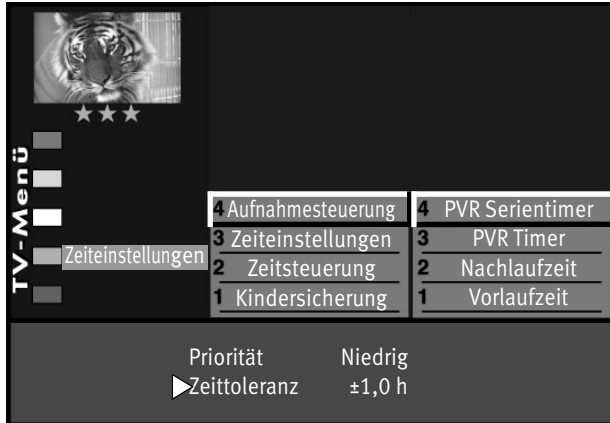 TV-Menü
Zeiteinstellungen
4 Aufnahmesteuerung
3 Zeiteinstellungen
2 Zeitsteuerung
1 Kindersicherung
4 PVR Serientimer
3 PVR Timer
2 Nachlaufzeit
1 Vorlaufzeit
Priorität Niedrig
Zeittoleranz ±1,0 h